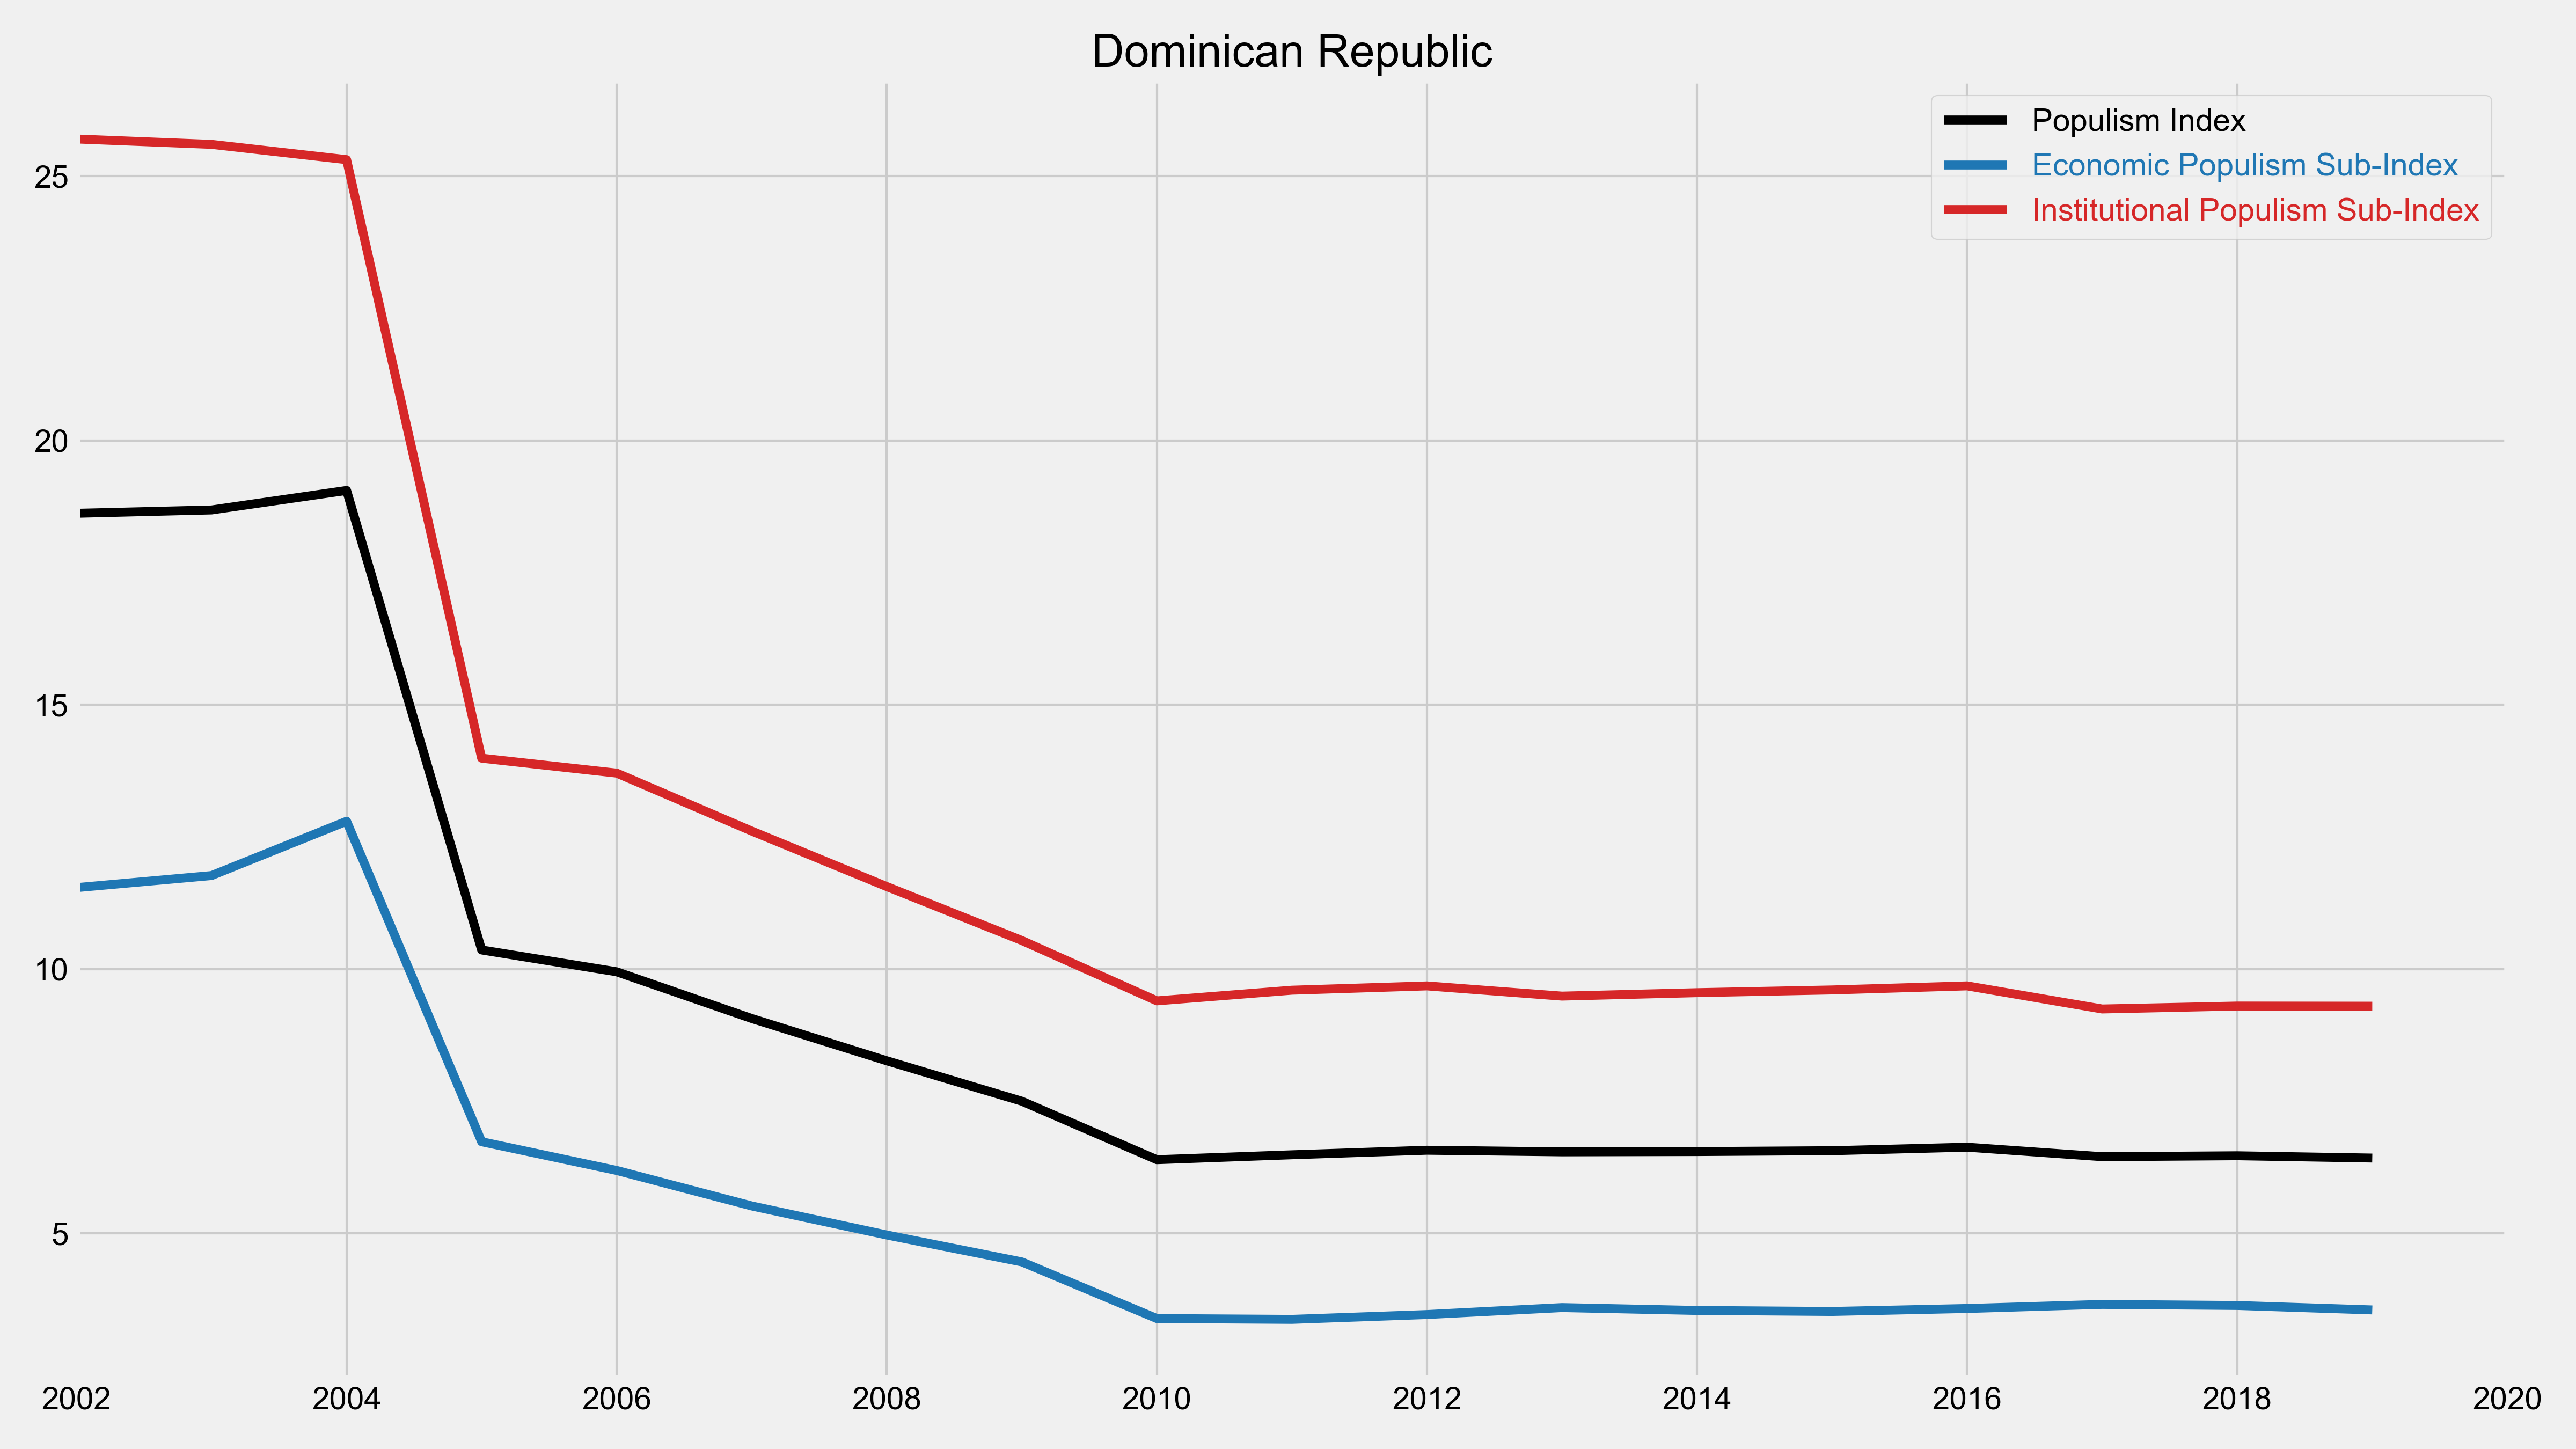 Dominican Republic
Populism Index
Economic Populism Sub-Index
Institutional Populism Sub-Index
25
20
15
10
5
2002 2004 2006 2008 2010 2012 2014 2016 2018 2020